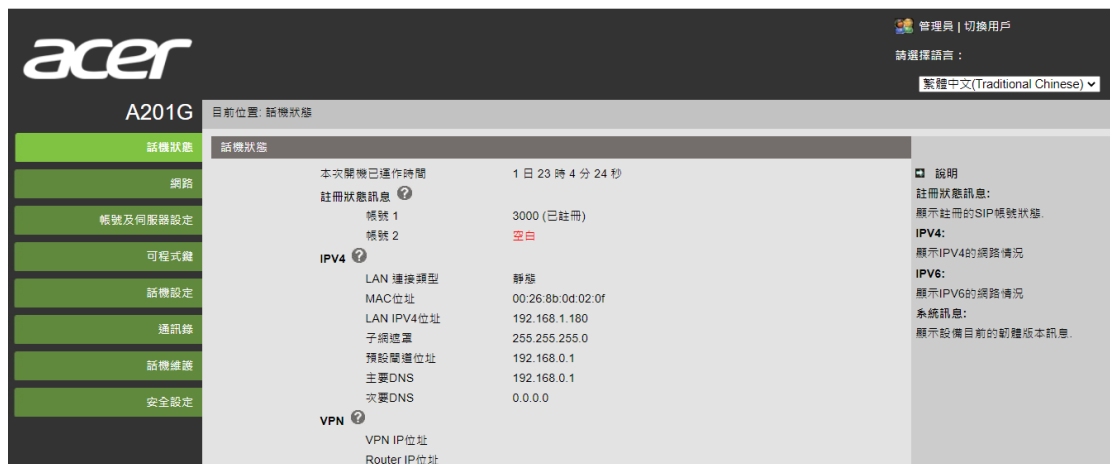 acer
管理員 | 切換用戶
請選擇語言：
繁體中文(Traditional Chinese)
A201G
目前位置: 話機狀態
話機狀態
網路
帳號及伺服器設定
可程式鍵
話機設定
通訊錄
話機維護
安全設定
話機狀態
本次開機已運作時間 1 日 23 時 4 分 24 秒
註冊狀態訊息
帳號 1 3000 (已註冊)
帳號 2 空白
IPV4
LAN 連接類型 靜態
MAC位址 00:26:8b:0d:02:0f
LAN IPV4位址 192.168.1.180
子網遮罩 255.255.255.0
預設閘道位址 192.168.0.1
主要DNS 192.168.0.1
次要DNS 0.0.0.0
VPN
VPN IP位址
Router IP位址
說明
註冊狀態訊息:
顯示註冊的SIP帳號狀態.
IPV4:
顯示IPV4的網路情況
IPV6:
顯示IPV6的網路情況
系統訊息:
顯示設備目前的韌體版本訊息.